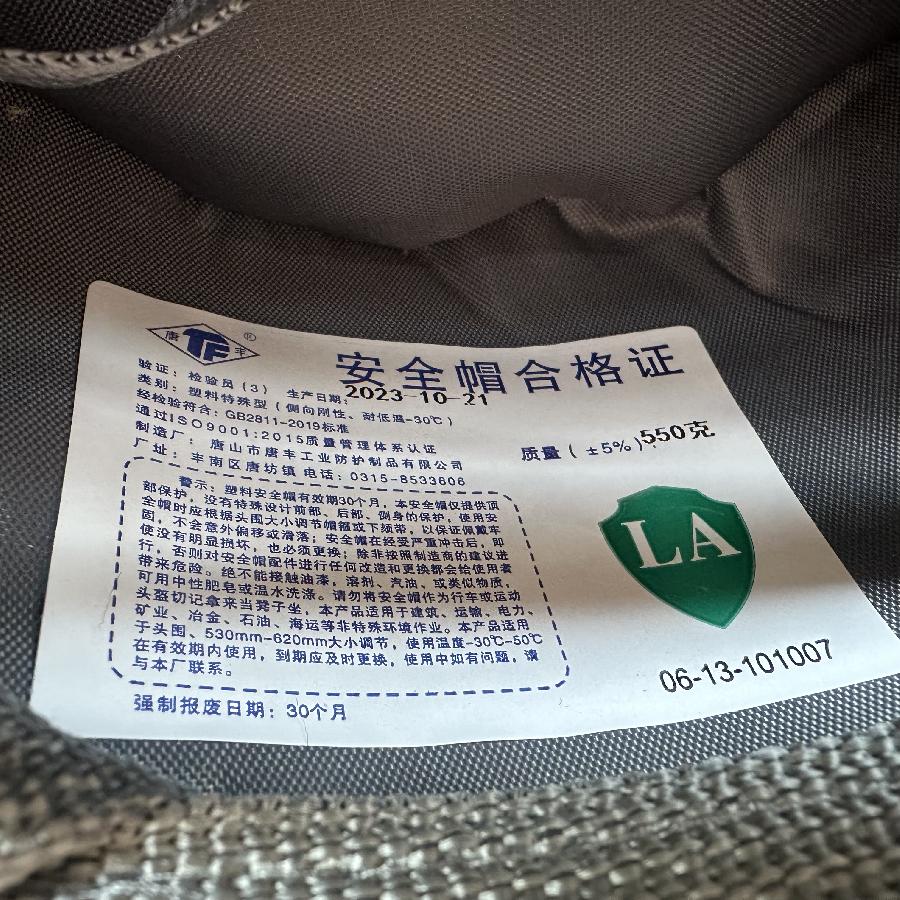 唐 TF 丰 ®
安全帽合格证
验证：检验员(3) 生产日期：2023-10-21
类别：塑料特殊型（侧向刚性、耐低温-30℃）
经检验符合：GB2811-2019标准
通过ISO9001:2015质量管理体系认证
质量（±5%）550克
制造厂：唐山市唐丰工业防护制品有限公司
厂址：丰南区唐坊镇 电话：0315-8533606
警示：塑料安全帽有效期30个月，本安全帽仅提供顶
部保护，没有特殊设计前部、后部、侧身的保护，使用安
全帽时应根据头围大小调节帽箍或下颏带，以保证佩戴牢
固，不会意外偏移或滑落；安全帽在经受严重冲击后，即
使没有明显损坏，也必须更换；除非按照制造商的建议进
行，否则对安全帽配件进行任何改造和更换都会给使用者
带来危险。绝不能接触油漆，溶剂、汽油、或类似物质，
可用中性肥皂或温水洗涤。请勿将安全帽作为行车或运动
头盔切记拿来当凳子坐，本产品适用于建筑、运输、电力、
矿业、冶金、石油、海运等非特殊环境作业。本产品适用
于头围、530mm-620mm大小调节，使用温度-30℃-50℃
在有效期内使用，到期应及时更换，使用中如有问题，请
与本厂联系。
强制报废日期：30个月
LA
06-13-101007